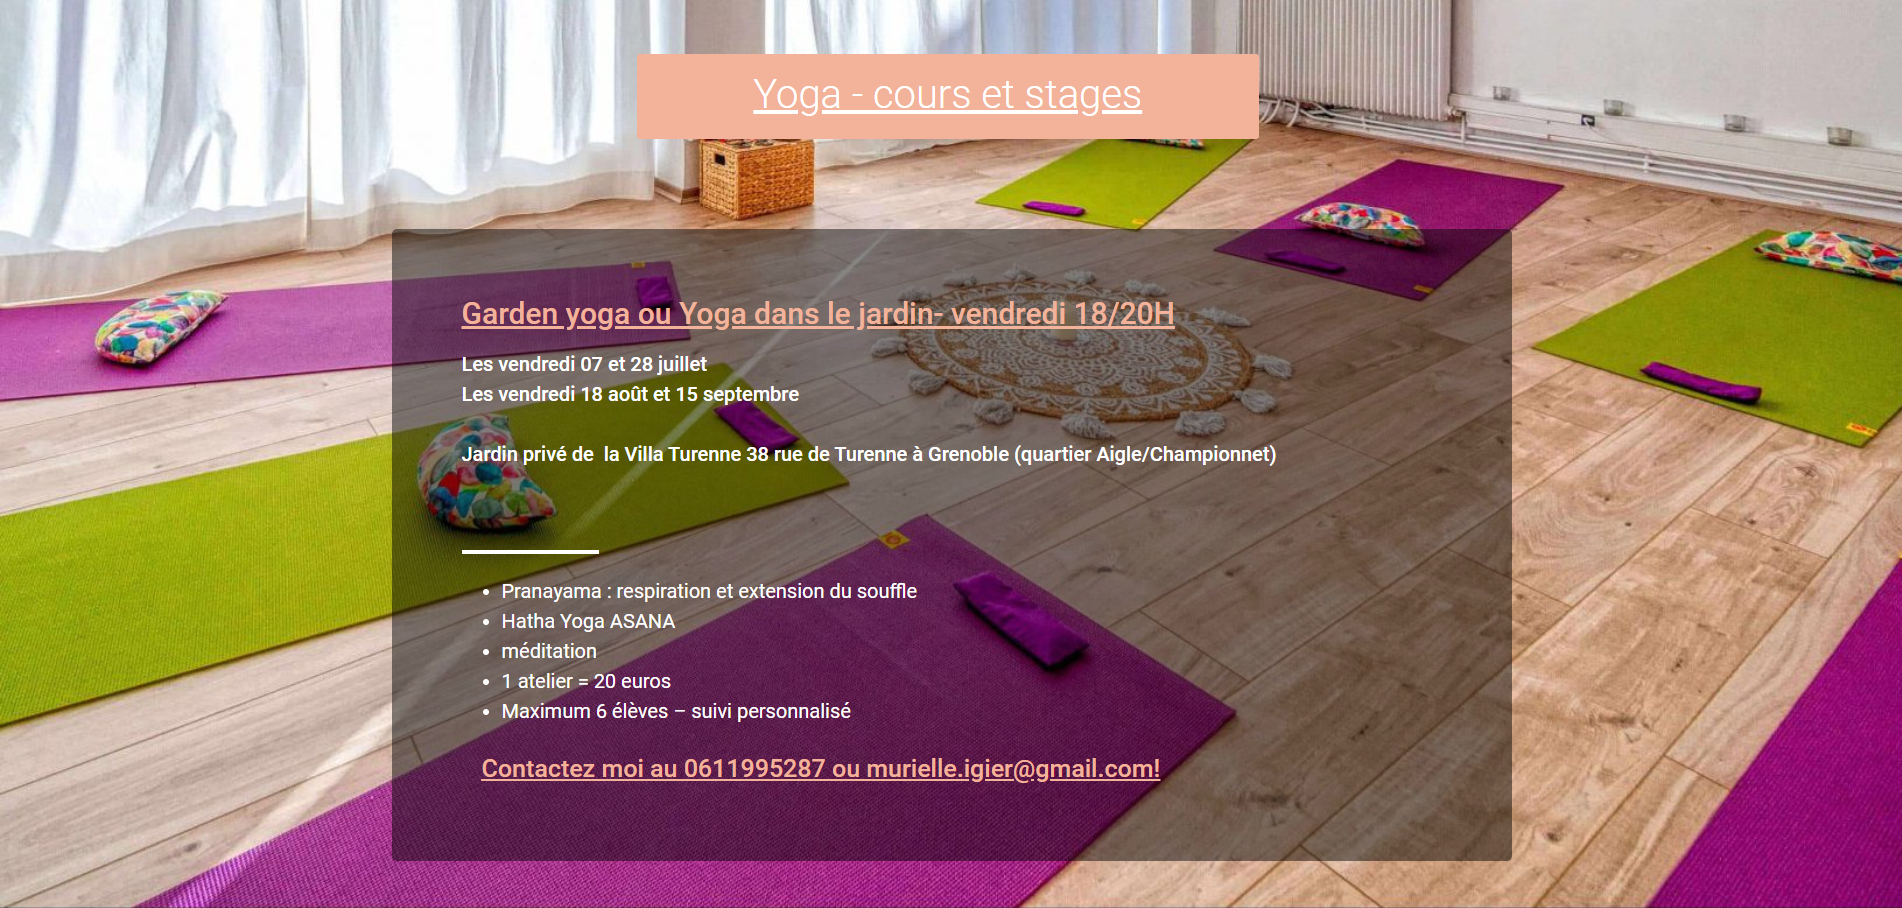 Yoga - cours et stages
Garden yoga ou Yoga dans le jardin- vendredi 18/20H
Les vendredi 07 et 28 juillet
Les vendredi 18 août et 15 septembre
Jardin privé de  la Villa Turenne 38 rue de Turenne à Grenoble (quartier Aigle/Championnet)
Pranayama : respiration et extension du souffle
Hatha Yoga ASANA
méditation
1 atelier = 20 euros
Maximum 6 élèves – suivi personnalisé
Contactez moi au 0611995287 ou murielle.igier@gmail.com!